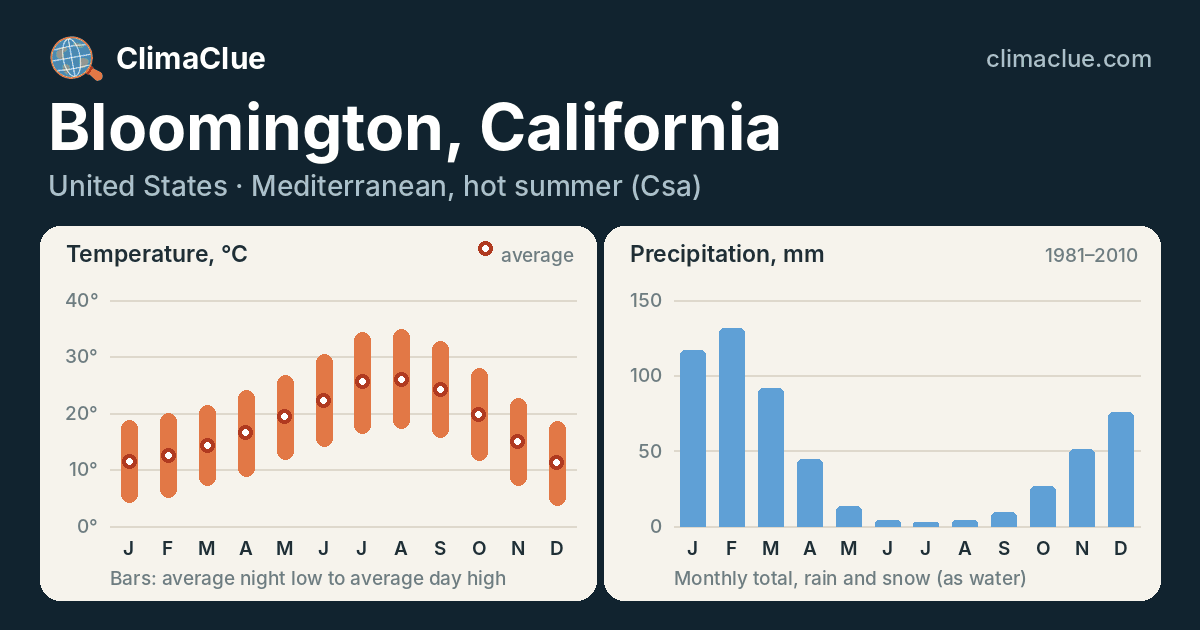 ClimaClue
climaclue.com
Bloomington, California
United States · Mediterranean, hot summer (Csa)
Temperature, °C
average
40°
30°
20°
10°
0°
J F M A M J J A S O N D
Bars: average night low to average day high
Precipitation, mm
1981–2010
150
100
50
0
J F M A M J J A S O N D
Monthly total, rain and snow (as water)